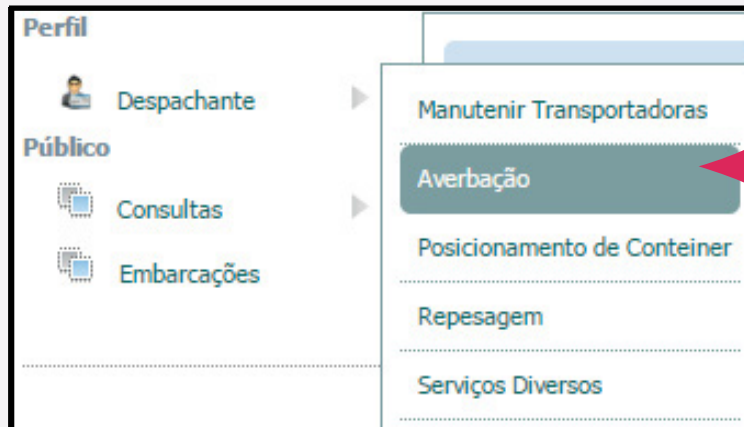 Perfil
Despachante
Público
Consultas
Embarcações
Manutenir Transportadoras
Averbação
Posicionamento de Conteiner
Repesagem
Serviços Diversos